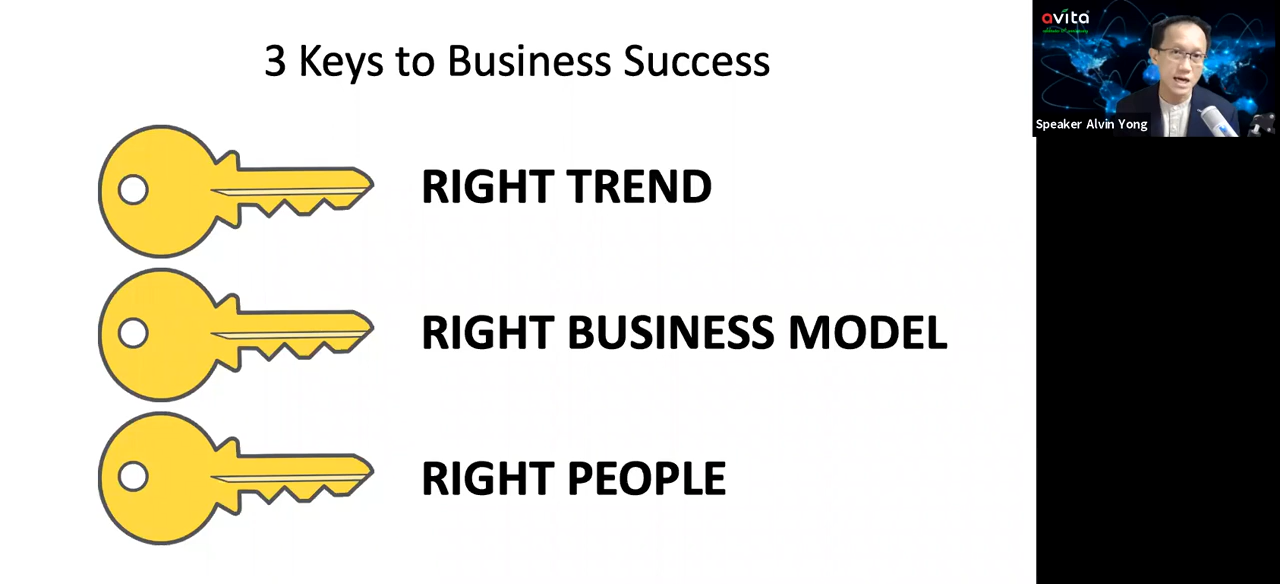 3 Keys to Business Success
RIGHT TREND
RIGHT BUSINESS MODEL
RIGHT PEOPLE
avita
Speaker Alvin Yong